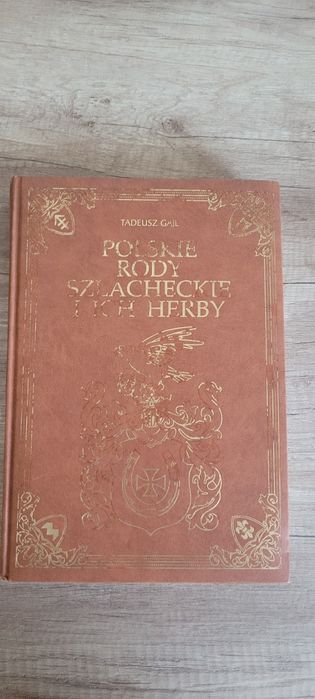 TADEUSZ GAJL
POLSKIE
RODY
SZLACHECKIE
I ICH HERBY